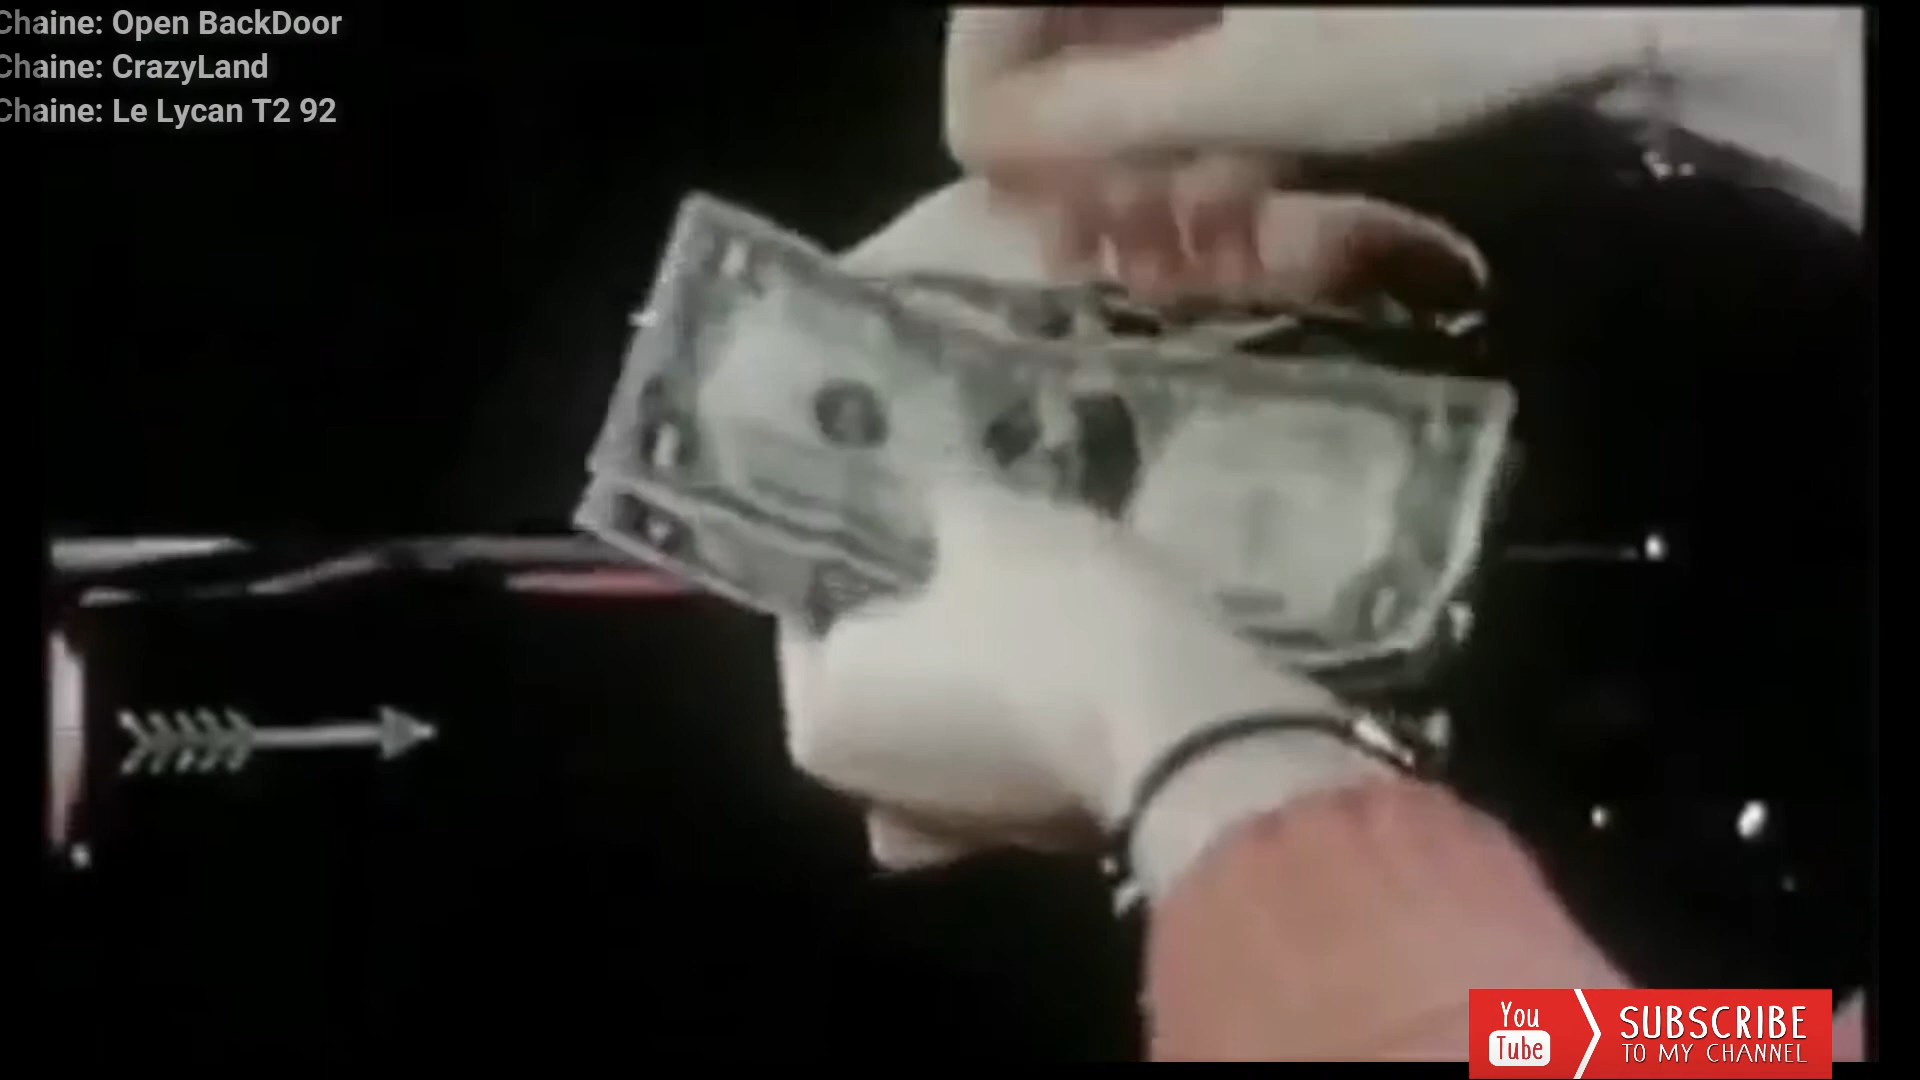 Chaine: Open BackDoor
Chaine: CrazyLand
Chaine: Le Lycan T2 92
You
Tube
SUBSCRIBE
TO MY CHANNEL